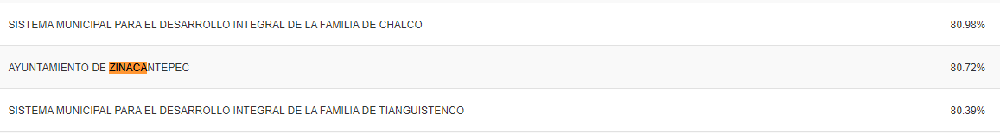 SISTEMA MUNICIPAL PARA EL DESARROLLO INTEGRAL DE LA FAMILIA DE CHALCO 80.98%
AYUNTAMIENTO DE ZINACANTEPEC 80.72%
SISTEMA MUNICIPAL PARA EL DESARROLLO INTEGRAL DE LA FAMILIA DE TIANGUISTENCO 80.39%